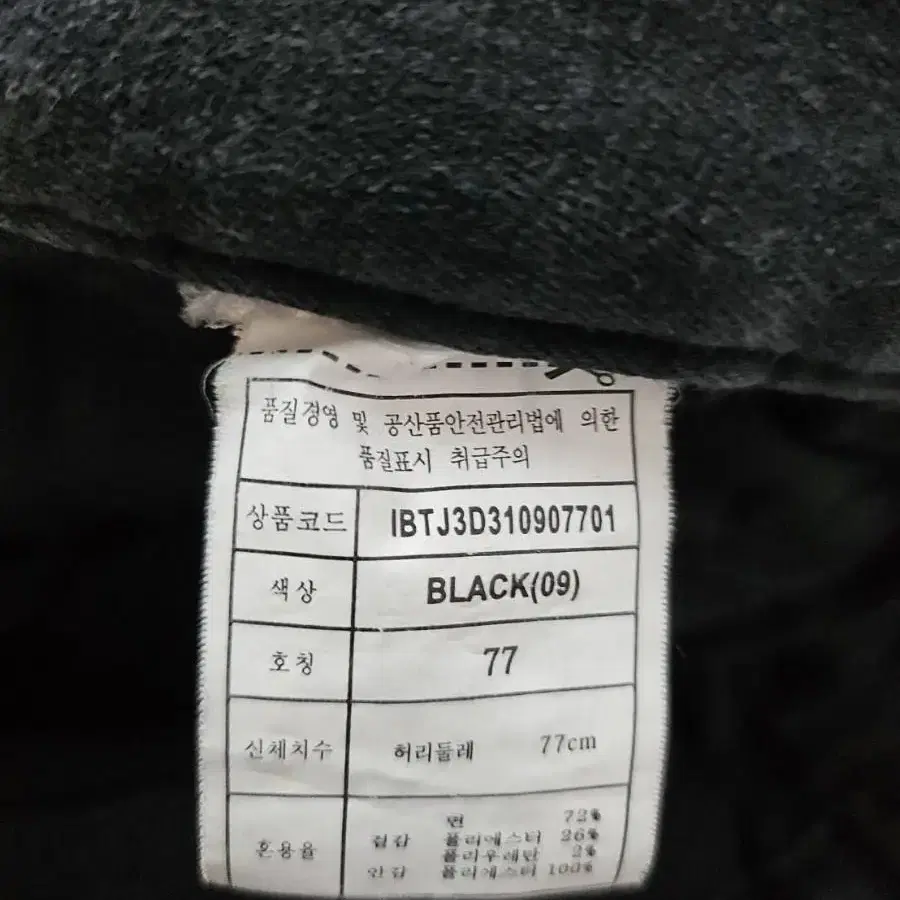 품질경영 및 공산품안전관리법에 의한
품질표시 취급주의
상품코드 IBTJ3D310907701
색상 BLACK(09)
호칭 77
신체치수 허리둘레 77cm
혼용율
겉감 면 72%
폴리에스터 26%
폴리우레탄 2%
안감 폴리에스터 100%